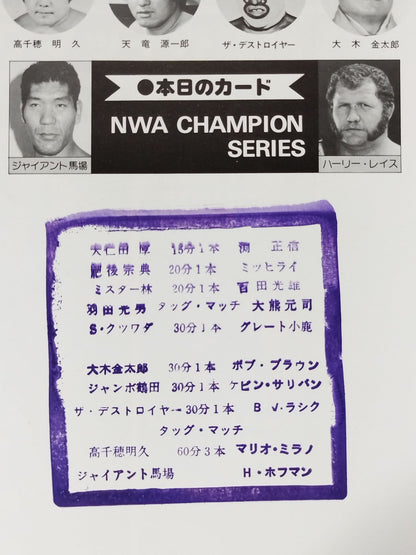 高千穂 明久
天竜 源一郎
ザ・デストロイヤー
大木 金太郎
●本日のカード
NWA CHAMPION
SERIES
ジャイアント馬場
ハーリー・レイス
大仁田 厚 15分1本 渕 正信
肥後宗典 20分1本 ミッヒライ
ミスター林 20分1本 百田光雄
羽田光男 タッグ・マッチ 大熊元司
S・クツワダ 30分1本 グレート小鹿
大木金太郎 30分1本 ボブ・ブラウン
ジャンボ鶴田 30分1本 ケビン・サリバン
ザ・デストロイヤー 30分1本 B・J・ラシク
タッグ・マッチ
高千穂明久 60分3本 マリオ・ミラノ
ジャイアント馬場 H・ホフマン